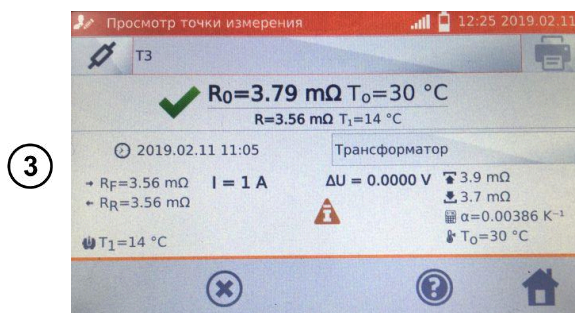 Просмотр точки измерения 12:25 2019.02.11
T3
R₀=3.79 mΩ T₀=30 °C
R=3.56 mΩ T₁=14 °C
2019.02.11 11:05 Трансформатор
R_F=3.56 mΩ I = 1 A ΔU = 0.0000 V 3.9 mΩ
R_R=3.56 mΩ 3.7 mΩ
α=0.00386 K⁻¹
T₁=14 °C T₀=30 °C
3